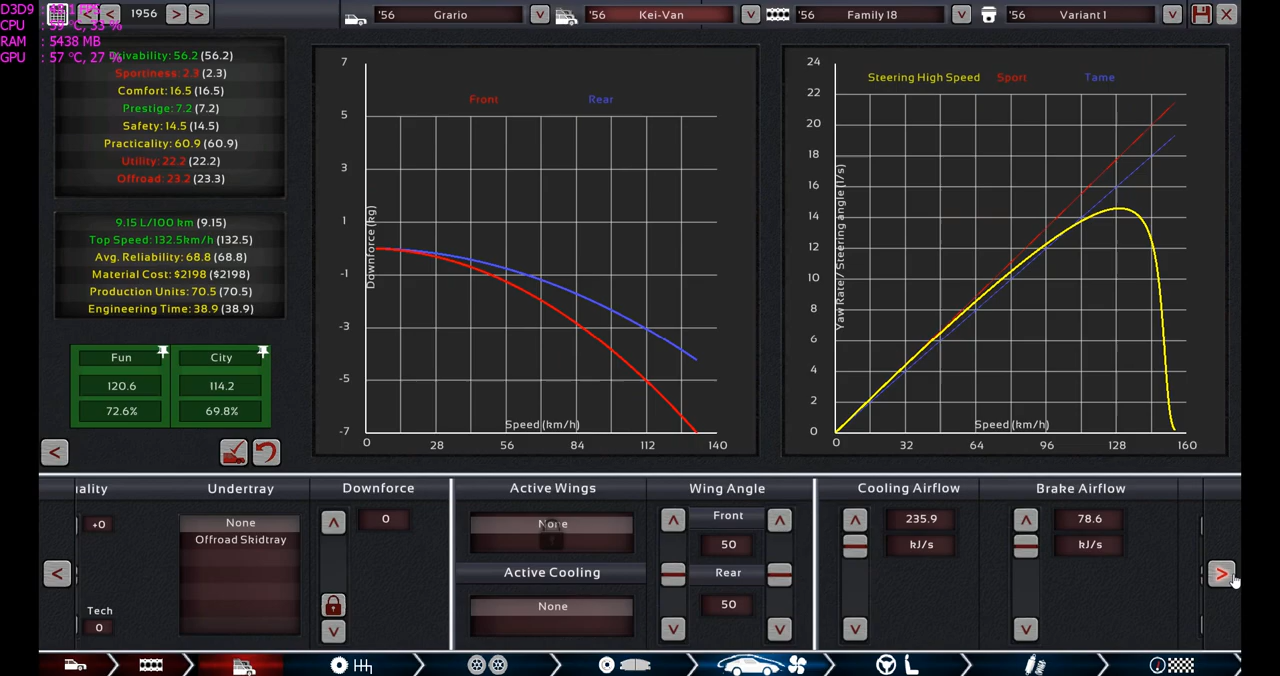 D3D9
CPU : 59 °C, 33 %
RAM : 5438 MB
GPU : 57 °C, 27 %
1956
'56 Grario
'56 Kei-Van
'56 Family 18
'56 Variant 1
Drivability: 56.2 (56.2)
Sportiness: 2.3 (2.3)
Comfort: 16.5 (16.5)
Prestige: 7.2 (7.2)
Safety: 14.5 (14.5)
Practicality: 60.9 (60.9)
Utility: 22.2 (22.2)
Offroad: 23.2 (23.3)
9.15 L/100 km (9.15)
Top Speed: 132.5km/h (132.5)
Avg. Reliability: 68.8 (68.8)
Material Cost: $2198 ($2198)
Production Units: 70.5 (70.5)
Engineering Time: 38.9 (38.9)
Fun City
120.6 114.2
72.6% 69.8%
Front Rear
Downforce (kg)
7
5
3
1
-1
-3
-5
-7
0 28 56 84 112 140
Speed (km/h)
Steering High Speed Sport Tame
Yaw Rate / Steering angle (1/s)
24
22
20
18
16
14
12
10
8
6
4
2
0
0 32 64 96 128 160
Speed (km/h)
ality
+0
Tech
0
Undertray
None
Offroad Skidtray
Downforce
0
Active Wings
None
Active Cooling
None
Wing Angle
Front
50
Rear
50
Cooling Airflow
235.9
kJ/s
Brake Airflow
78.6
kJ/s